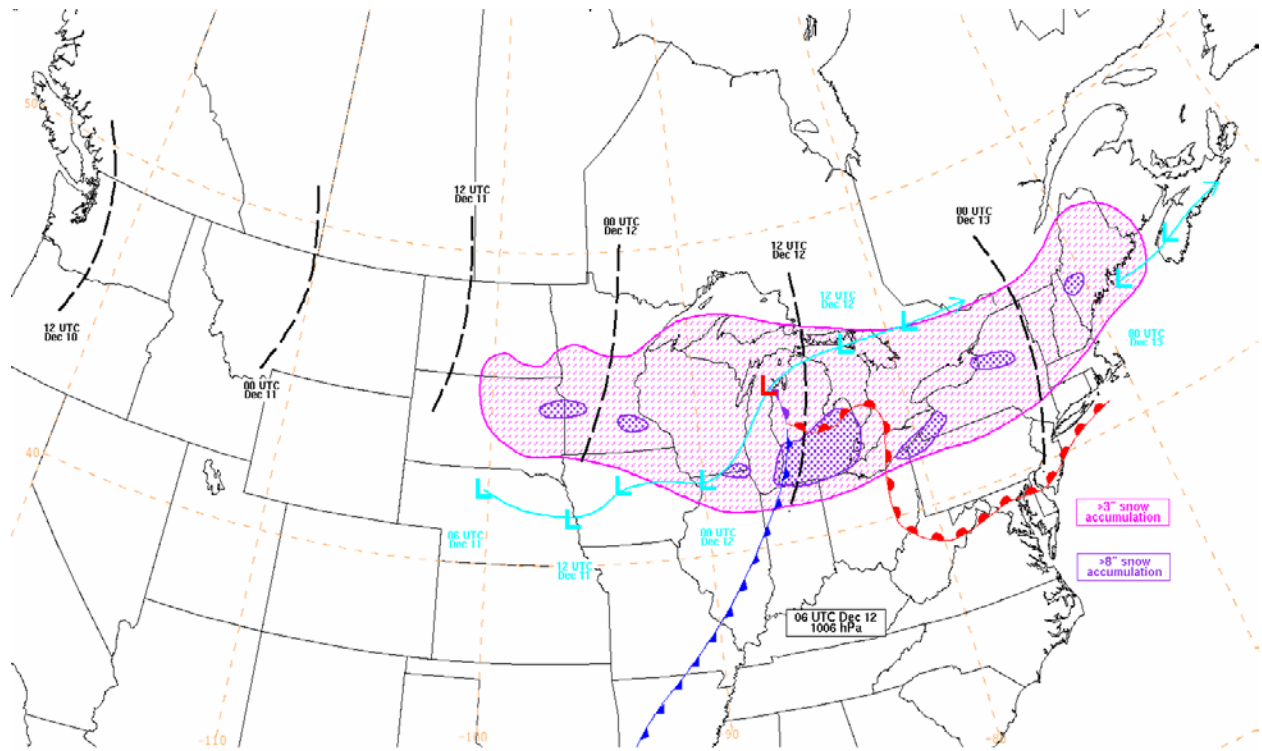 50
12 UTC
Dec 11
00 UTC
Dec 12
00 UTC
Dec 13
12 UTC
Dec 12
12 UTC
Dec 12
12 UTC
Dec 10
00 UTC
Dec 11
00 UTC
Dec 13
40
>3" snow
accumulation
06 UTC
Dec 11
00 UTC
Dec 12
12 UTC
Dec 11
>8" snow
accumulation
06 UTC Dec 12
1006 hPa
-110
-100
-90
-80